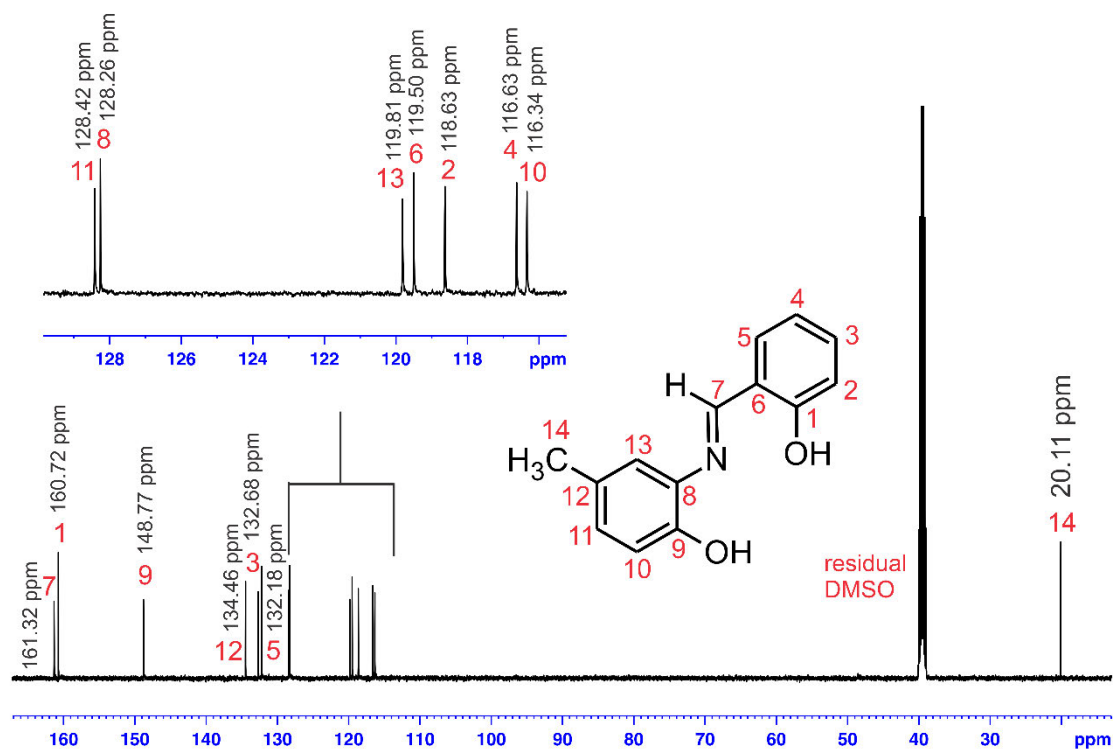 128.42 ppm
128.26 ppm
119.81 ppm
119.50 ppm
118.63 ppm
116.63 ppm
116.34 ppm
11
8
13
6
2
4
10
128 126 124 122 120 118 ppm
161.32 ppm
160.72 ppm
148.77 ppm
134.46 ppm
132.68 ppm
132.18 ppm
7
1
9
12
3
5
4
5
3
H
7
6
2
1
14
13
N
OH
H3C
12
8
11
9
10
OH
residual
DMSO
20.11 ppm
14
160 150 140 130 120 110 100 90 80 70 60 50 40 30 ppm